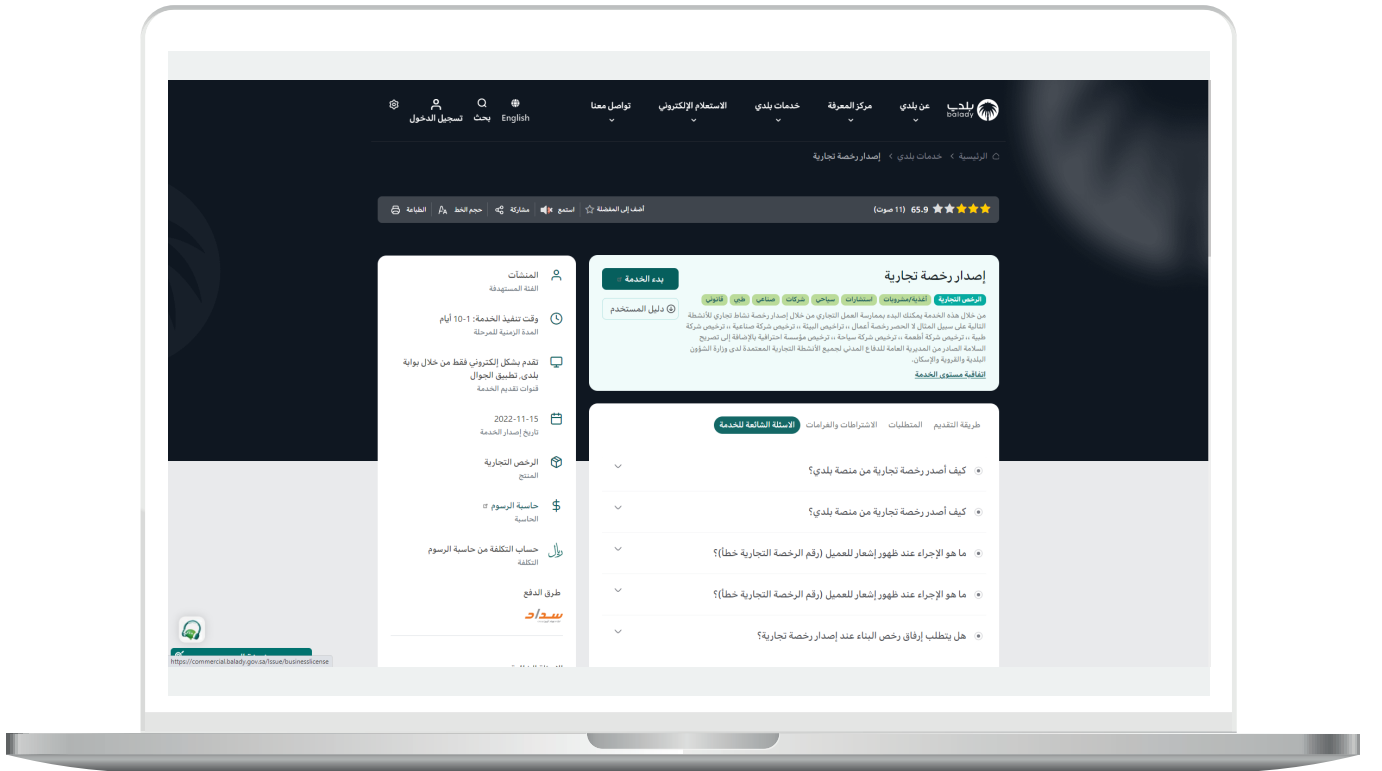 بلدي
balady
عن بلدي
مركز المعرفة
خدمات بلدي
الاستعلام الإلكتروني
تواصل معنا
English
بحث
تسجيل الدخول
الرئيسية > خدمات بلدي > إصدار رخصة تجارية
65.9 (11 صوت)
أضف إلى المفضلة
استمع
مشاركة
حجم الخط
الطباعة
إصدار رخصة تجارية
بدء الخدمة
دليل المستخدم
الرخص التجارية أغذية/مشروبات استشارات سياحي شركات صناعي طبي قانوني
من خلال هذه الخدمة يمكنك البدء بممارسة العمل التجاري من خلال إصدار رخصة نشاط تجاري للأنشطة
التالية على سبيل المثال لا الحصر رخصة أعمال ،، تراخيص البيئة ،، ترخيص شركة صناعية ،، ترخيص شركة
طبية ،، ترخيص شركة أطعمة ،، ترخيص شركة سياحة ،، ترخيص مؤسسة احترافية بالإضافة إلى تصريح
السلامة الصادر من المديرية العامة للدفاع المدني لجميع الأنشطة التجارية المعتمدة لدى وزارة الشؤون
البلدية والقروية والإسكان.
اتفاقية مستوى الخدمة
طريقة التقديم
المتطلبات
الاشتراطات والغرامات
الاسئلة الشائعة للخدمة
كيف أصدر رخصة تجارية من منصة بلدي؟
كيف أصدر رخصة تجارية من منصة بلدي؟
ما هو الإجراء عند ظهور إشعار للعميل (رقم الرخصة التجارية خطأ)؟
ما هو الإجراء عند ظهور إشعار للعميل (رقم الرخصة التجارية خطأ)؟
هل يتطلب إرفاق رخص البناء عند إصدار رخصة تجارية؟
المنشآت
الفئة المستهدفة
وقت تنفيذ الخدمة: 1-10 أيام
المدة الزمنية للمرحلة
تقدم بشكل إلكتروني فقط من خلال بوابة
بلدي, تطبيق الجوال
قنوات تقديم الخدمة
2022-11-15
تاريخ إصدار الخدمة
الرخص التجارية
المنتج
حاسبة الرسوم
الحاسبة
حساب التكلفة من حاسبة الرسوم
التكلفة
طرق الدفع
سداد
https://commercial.balady.gov.sa/Issue/businesslicense